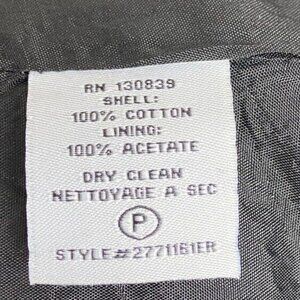 RN 130839
SHELL:
100% COTTON
LINING:
100% ACETATE
DRY CLEAN
NETTOYAGE A SEC
P
STYLE#2771161ER